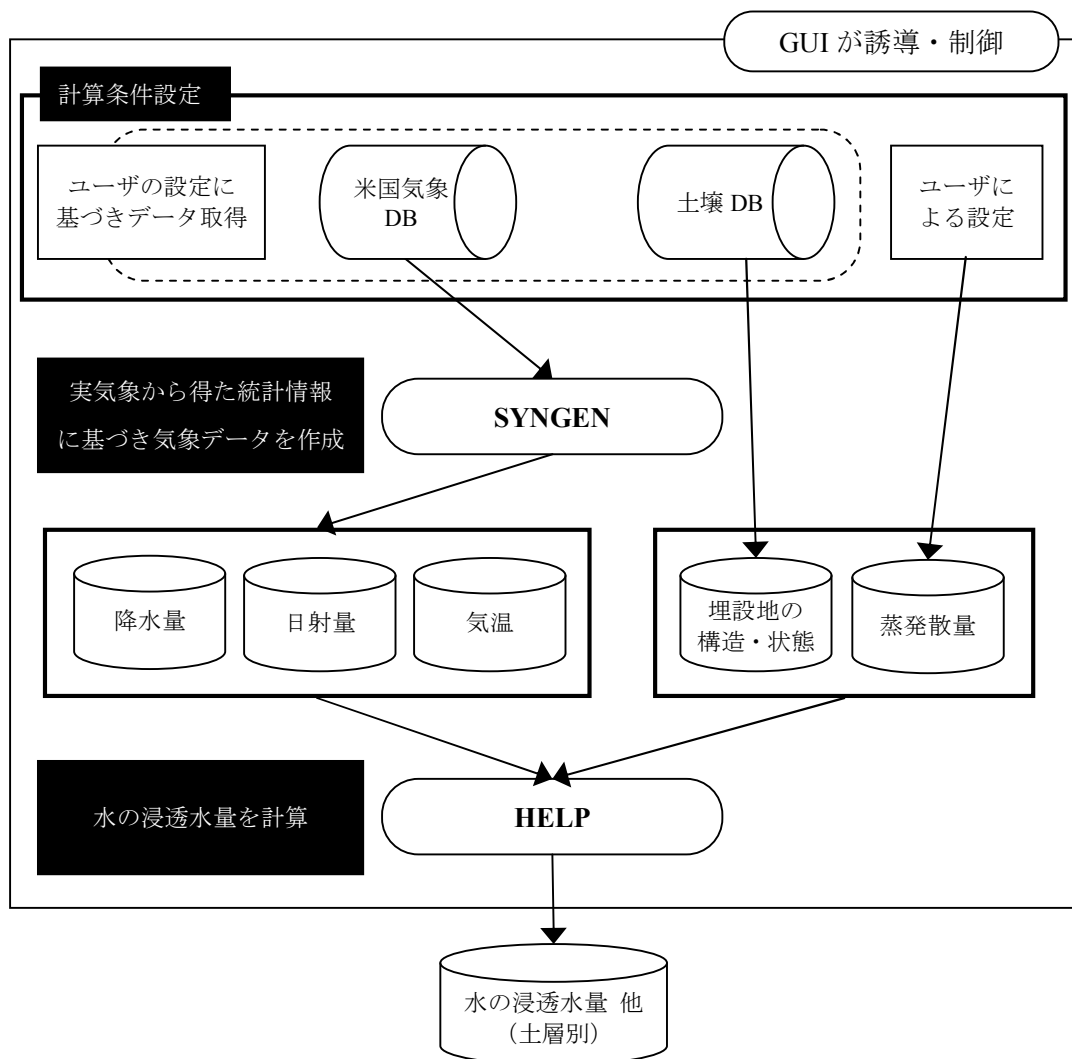 GUI が誘導・制御
計算条件設定
ユーザの設定に
基づきデータ取得
米国気象
DB
土壌 DB
ユーザに
よる設定
実気象から得た統計情報
に基づき気象データを作成
SYNGEN
降水量
日射量
気温
埋設地の
構造・状態
蒸発散量
水の浸透水量を計算
HELP
水の浸透水量 他
（土層別）